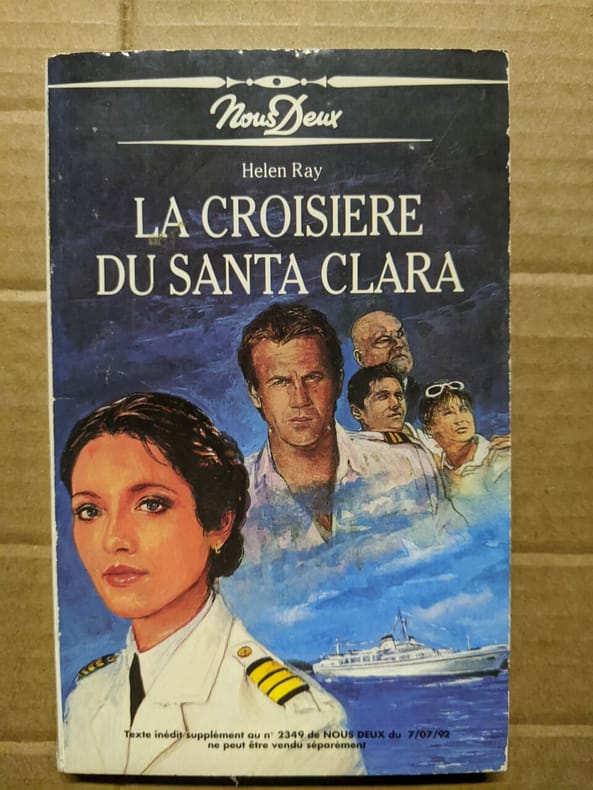 Nous Deux
Helen Ray
LA CROISIERE
DU SANTA CLARA
Texte inédit supplément au n° 2349 de NOUS DEUX du 7/07/92
ne peut être vendu séparément